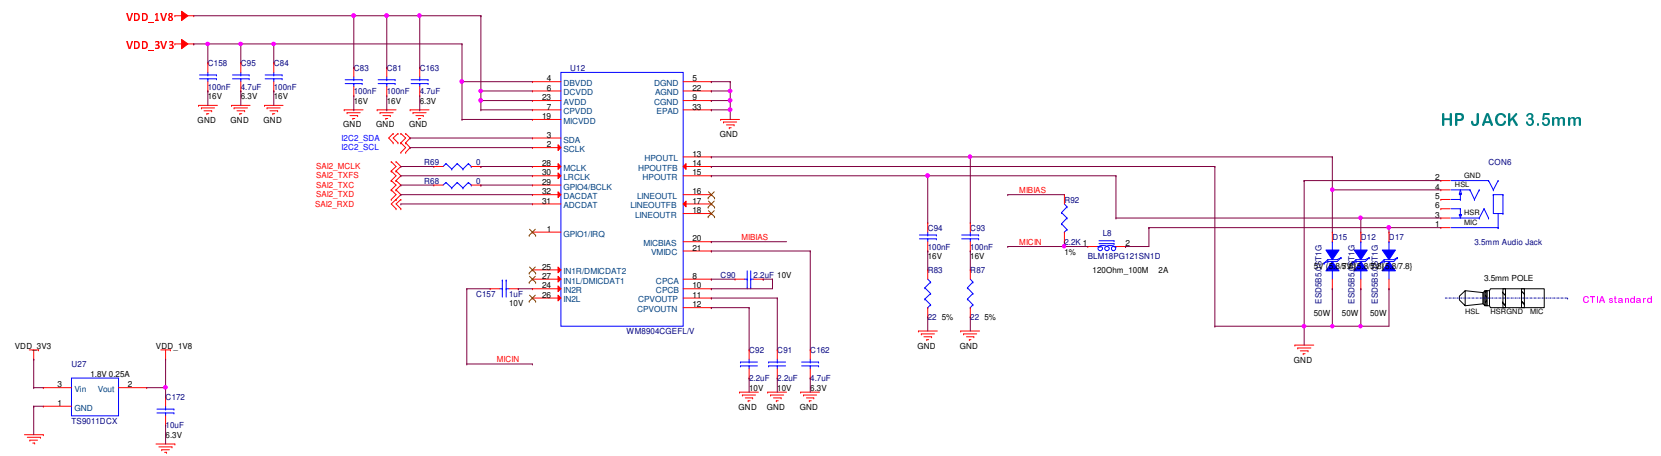 VDD_1V8
VDD_3V3
C158
100nF
16V
GND
C95
4.7uF
6.3V
GND
C84
100nF
16V
GND
C83
100nF
16V
GND
C81
100nF
16V
GND
C163
4.7uF
6.3V
GND
I2C2_SDA
I2C2_SCL
SAI2_MCLK
SAI2_TXFS
SAI2_TXC
SAI2_TXD
SAI2_RXD
R69 0
R68 0
U12
4 DBVDD
6 DCVDD
23 AVDD
7 CPVDD
19 MICVDD
3 SDA
2 SCLK
28 MCLK
30 LRCLK
29 GPIO4/BCLK
32 DACDAT
31 ADCDAT
1 GPIO1/IRQ
25 IN1R/DMICDAT2
27 IN1L/DMICDAT1
24 IN2R
26 IN2L
DGND 5
AGND 22
CGND 9
EPAD 33
GND
HPOUTL 13
HPOUTFB 14
HPOUTR 15
LINEOUTL 16
LINEOUTFB 17
LINEOUTR 18
MICBIAS 20
VMIDC 21
CPCA 8
CPCB 10
CPVOUTP 11
CPVOUTN 12
WM8904CGEFL/V
MIBIAS
C90 2.2uF 10V
C157 1uF
10V
MICIN
C92
2.2uF
10V
GND
C91
2.2uF
10V
GND
C162
4.7uF
6.3V
GND
C94
100nF
16V
R83
22 5%
GND
C93
100nF
16V
R87
22 5%
GND
MIBIAS
R92
2.2K
1%
MICIN
L8
1 2
BLM18PG121SN1D
120Ohm_100M 2A
HP JACK 3.5mm
CON6
2 GND
4 HSL
5
6
3 HSR
1 MIC
3.5mm Audio Jack
D15
D12
D17
50W
50W
50W
GND
3.5mm POLE
HSL HSRGND MIC
CTIA standard
VDD_3V3
VDD_1V8
U27
1.8V 0.25A
3 Vin Vout 2
1 GND
TS9011DCX
C172
10uF
6.3V